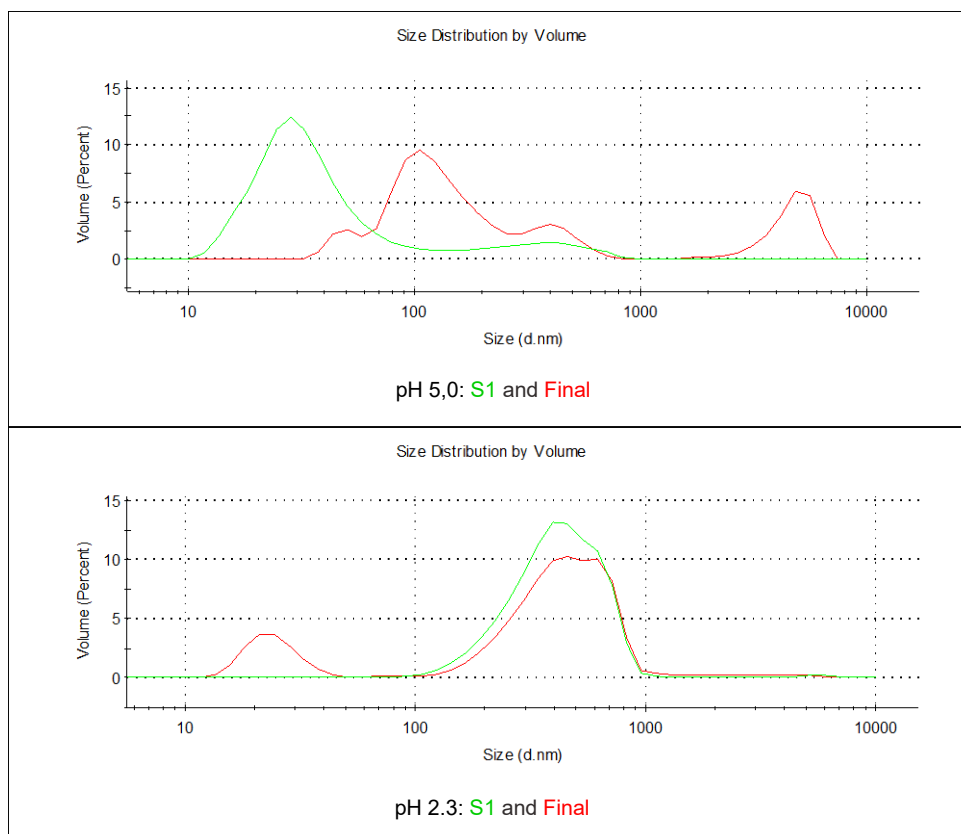 Size Distribution by Volume
15
10
5
0
Volume (Percent)
10 100 1000 10000
Size (d.nm)
pH 5,0: S1 and Final
Size Distribution by Volume
15
10
5
0
Volume (Percent)
10 100 1000 10000
Size (d.nm)
pH 2.3: S1 and Final